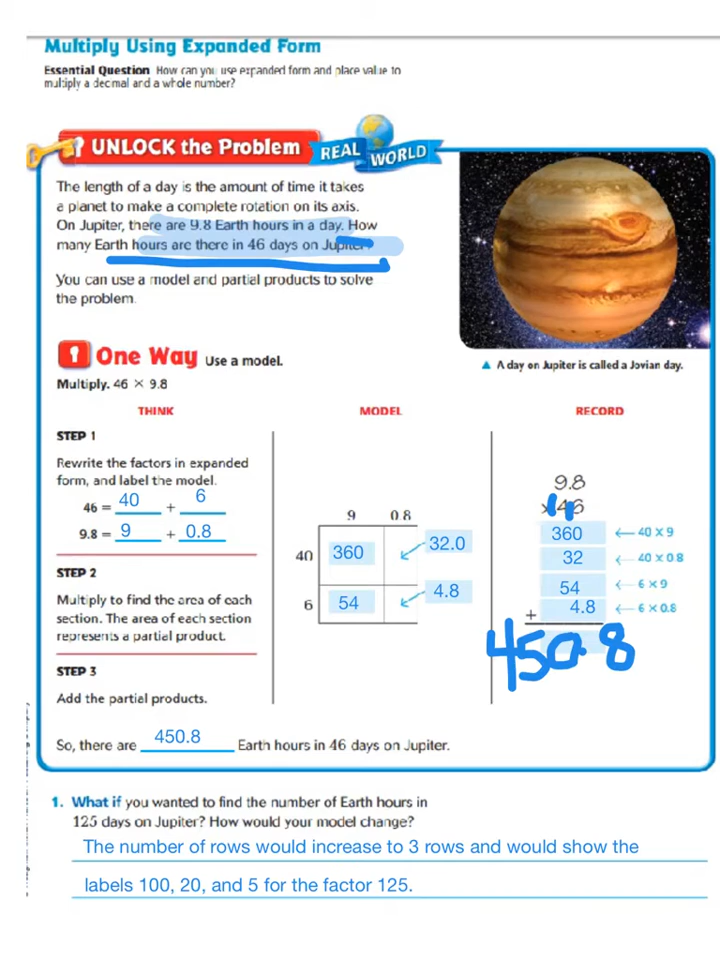 Multiply Using Expanded Form
Essential Question How can you use expanded form and place value to
multiply a decimal and a whole number?
UNLOCK the Problem REAL WORLD
The length of a day is the amount of time it takes
a planet to make a complete rotation on its axis.
On Jupiter, there are 9.8 Earth hours in a day. How
many Earth hours are there in 46 days on Jupiter?
You can use a model and partial products to solve
the problem.
A day on Jupiter is called a Jovian day.
One Way Use a model.
Multiply. 46 × 9.8
THINK
STEP 1
Rewrite the factors in expanded
form, and label the model.
46 = 40 + 6
9.8 = 9 + 0.8
STEP 2
Multiply to find the area of each
section. The area of each section
represents a partial product.
STEP 3
Add the partial products.
MODEL
9 0.8
40 360 32.0
6 54 4.8
RECORD
9.8
×46
11
360 ← 40 × 9
32 ← 40 × 0.8
54 ← 6 × 9
+ 4.8 ← 6 × 0.8
450.8
So, there are 450.8 Earth hours in 46 days on Jupiter.
1. What if you wanted to find the number of Earth hours in
125 days on Jupiter? How would your model change?
The number of rows would increase to 3 rows and would show the
labels 100, 20, and 5 for the factor 125.